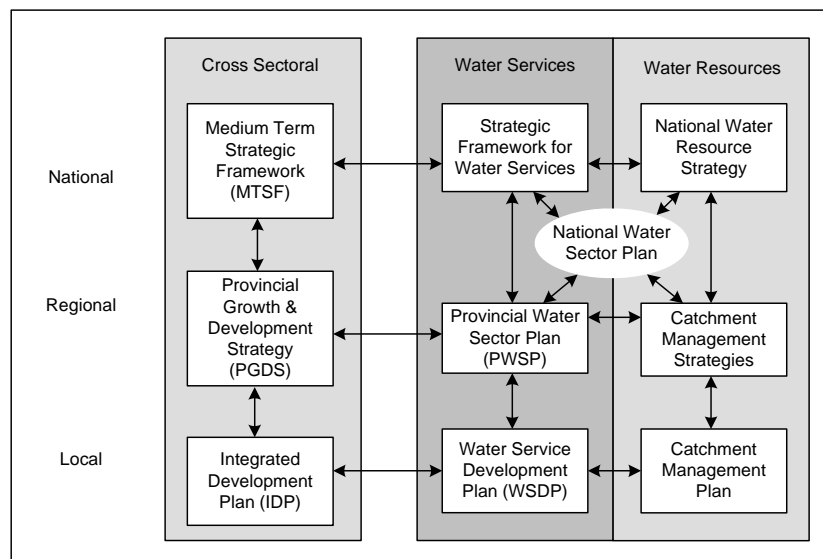 Cross Sectoral
Water Services
Water Resources
National
Medium Term
Strategic
Framework
(MTSF)
Strategic
Framework for
Water Services
National Water
Resource
Strategy
National Water
Sector Plan
Regional
Provincial
Growth &
Development
Strategy
(PGDS)
Provincial Water
Sector Plan
(PWSP)
Catchment
Management
Strategies
Local
Integrated
Development
Plan (IDP)
Water Service
Development
Plan (WSDP)
Catchment
Management
Plan